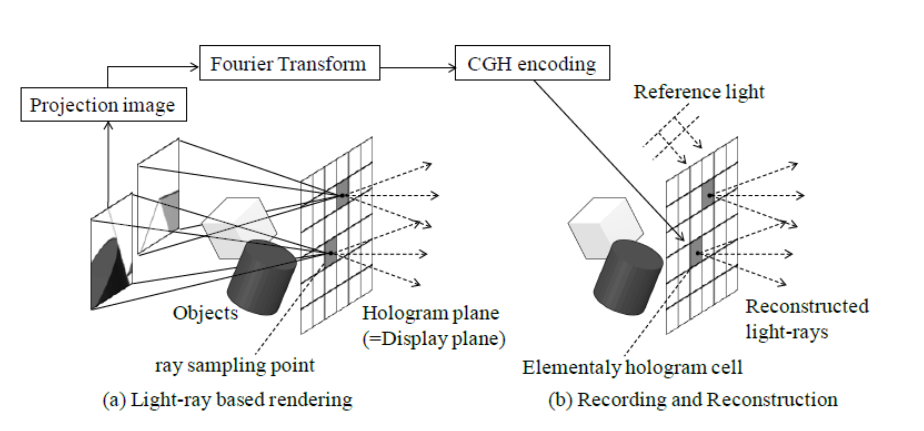 Fourier Transform
CGH encoding
Projection image
Reference light
Objects
Hologram plane
(=Display plane)
ray sampling point
(a) Light-ray based rendering
Reconstructed
light-rays
Elementaly hologram cell
(b) Recording and Reconstruction